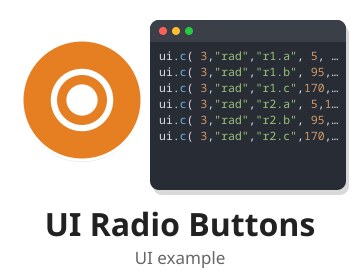 ui.c( 3,"rad","r1.a", 5, …
ui.c( 3,"rad","r1.b", 95,…
ui.c( 3,"rad","r1.c",170,…
ui.c( 3,"rad","r2.a", 5,1…
ui.c( 3,"rad","r2.b", 95,…
ui.c( 3,"rad","r2.c",170,…
UI Radio Buttons
UI example